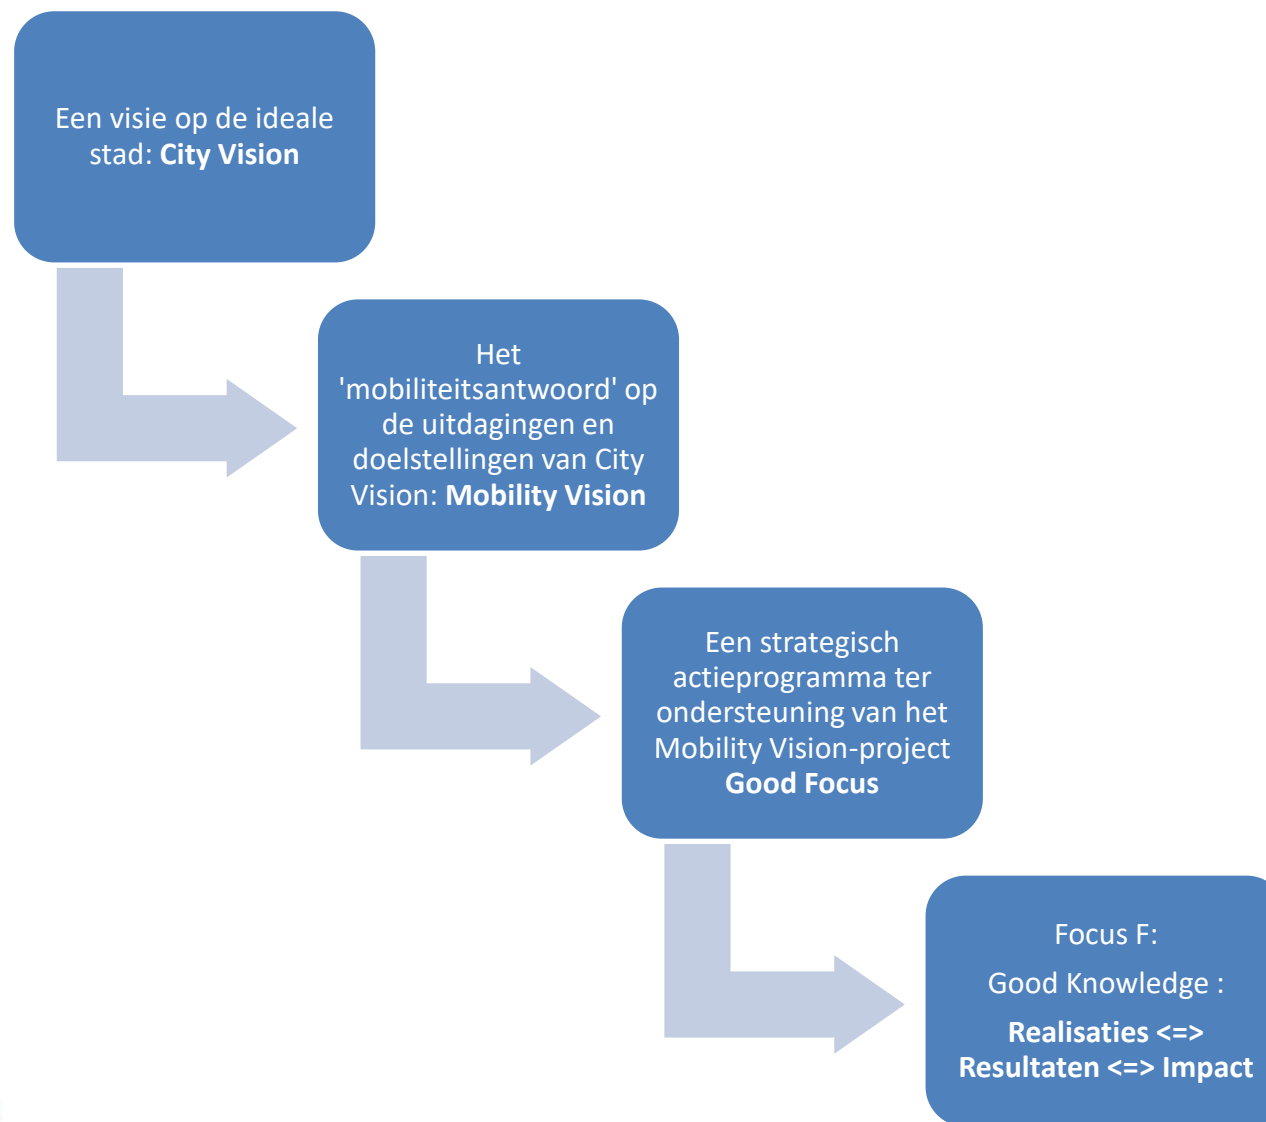 Een visie op de ideale
stad: City Vision
Het
'mobiliteitsantwoord' op
de uitdagingen en
doelstellingen van City
Vision: Mobility Vision
Een strategisch
actieprogramma ter
ondersteuning van het
Mobility Vision-project
Good Focus
Focus F:
Good Knowledge :
Realisaties <=>
Resultaten <=> Impact